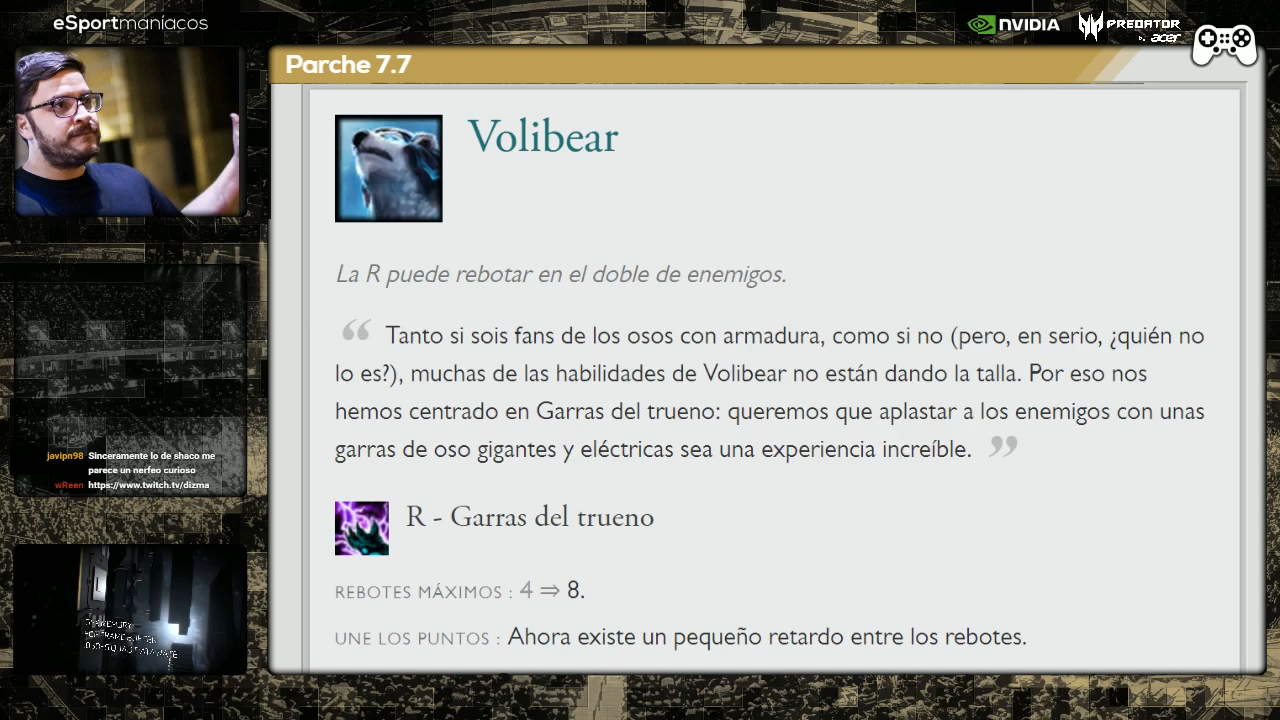 eSportmaníacos
NVIDIA
PREDATOR
acer
Parche 7.7
Volibear
La R puede rebotar en el doble de enemigos.
“ Tanto si sois fans de los osos con armadura, como si no (pero, en serio, ¿quién no
lo es?), muchas de las habilidades de Volibear no están dando la talla. Por eso nos
hemos centrado en Garras del trueno: queremos que aplastar a los enemigos con unas
garras de oso gigantes y eléctricas sea una experiencia increíble. ”
R - Garras del trueno
REBOTES MÁXIMOS : 4 ⇒ 8.
UNE LOS PUNTOS : Ahora existe un pequeño retardo entre los rebotes.
javipn98 Sinceramente lo de shaco me
parece un nerfeo curioso
wReen https://www.twitch.tv/dizma